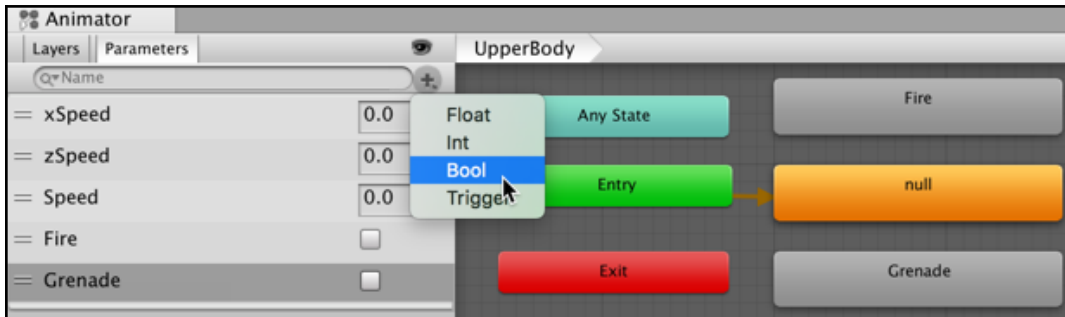 Animator
Layers Parameters UpperBody
Name
xSpeed 0.0
zSpeed 0.0
Speed 0.0
Fire
Grenade
Float
Int
Bool
Trigger
Any State
Entry
Exit
Fire
null
Grenade